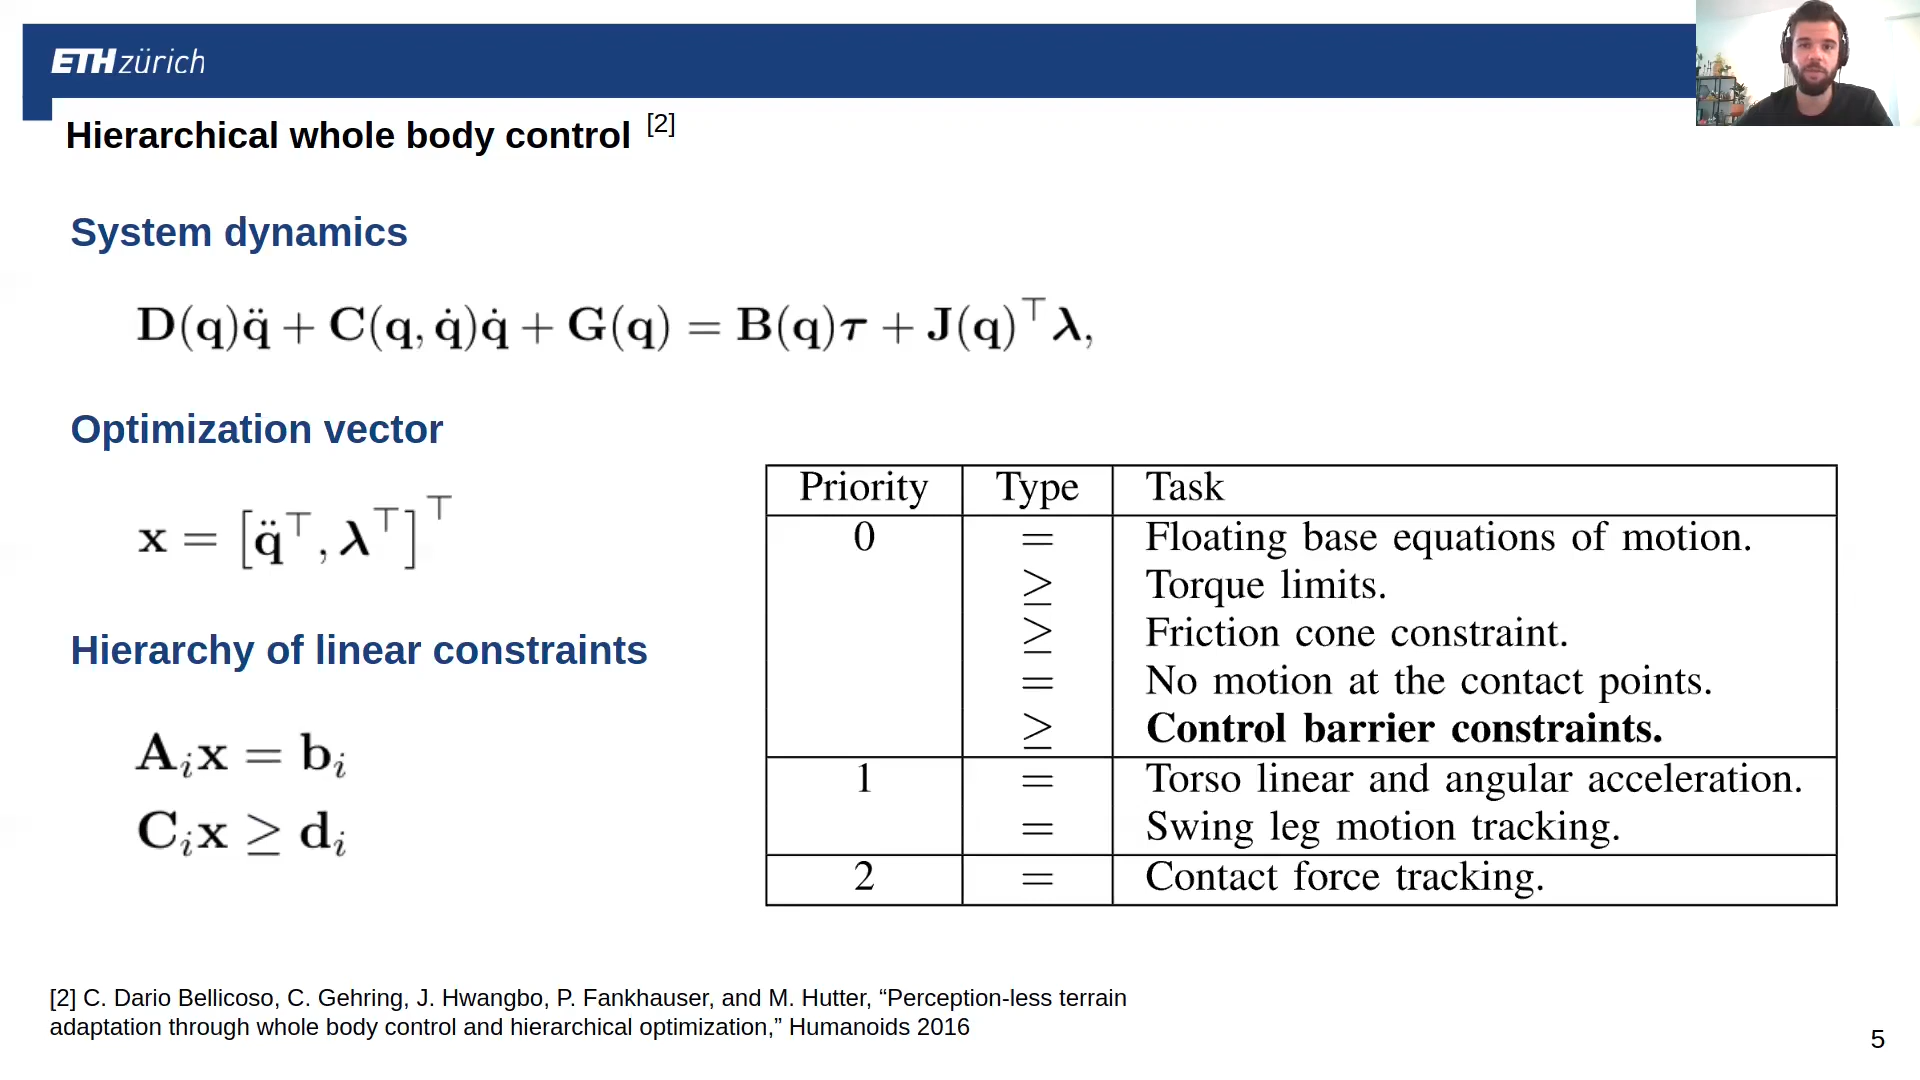 ETH zürich
Hierarchical whole body control [2]
System dynamics
D(q)q̈ + C(q, q̇)q̇ + G(q) = B(q)τ + J(q)⊤λ,
Optimization vector
x = [q̈⊤, λ⊤]⊤
Hierarchy of linear constraints
Aᵢx = bᵢ
Cᵢx ≥ dᵢ
Priority Type Task
0 = Floating base equations of motion.
≥ Torque limits.
≥ Friction cone constraint.
= No motion at the contact points.
≥ Control barrier constraints.
1 = Torso linear and angular acceleration.
= Swing leg motion tracking.
2 = Contact force tracking.
[2] C. Dario Bellicoso, C. Gehring, J. Hwangbo, P. Fankhauser, and M. Hutter, “Perception-less terrain
adaptation through whole body control and hierarchical optimization,” Humanoids 2016
5